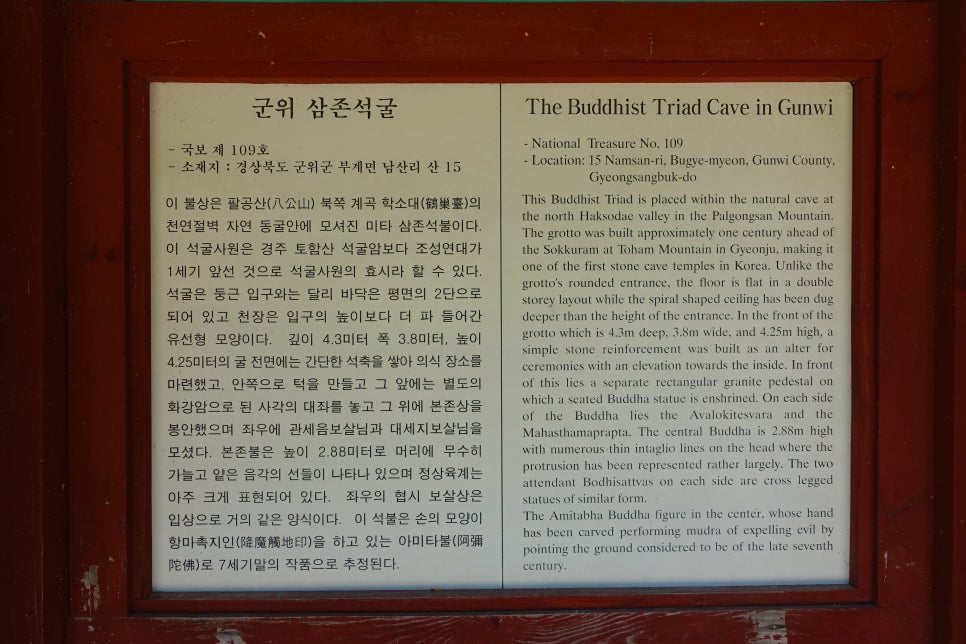 군위 삼존석굴
- 국보 제 109호
- 소재지 : 경상북도 군위군 부계면 남산리 산 15
이 불상은 팔공산(八公山) 북쪽 계곡 학소대(鶴巢臺)의
천연절벽 자연 동굴안에 모셔진 미타 삼존석불이다.
이 석굴사원은 경주 토함산 석굴암보다 조성연대가
1세기 앞선 것으로 석굴사원의 효시라 할 수 있다.
석굴은 둥근 입구와는 달리 바닥은 평면의 2단으로
되어 있고 천장은 입구의 높이보다 더 파 들어간
유선형 모양이다. 깊이 4.3미터 폭 3.8미터, 높이
4.25미터의 굴 전면에는 간단한 석축을 쌓아 의식 장소를
마련했고, 안쪽으로 턱을 만들고 그 앞에는 별도의
화강암으로 된 사각의 대좌를 놓고 그 위에 본존상을
봉안했으며 좌우에 관세음보살님과 대세지보살님을
모셨다. 본존불은 높이 2.88미터로 머리에 무수히
가늘고 얕은 음각의 선들이 나타나 있으며 정상육계는
아주 크게 표현되어 있다. 좌우의 협시 보살상은
입상으로 거의 같은 양식이다. 이 석불은 손의 모양이
항마촉지인(降魔觸地印)을 하고 있는 아미타불(阿彌
陀佛)로 7세기말의 작품으로 추정된다.
The Buddhist Triad Cave in Gunwi
- National Treasure No. 109
- Location: 15 Namsan-ri, Bugye-myeon, Gunwi County,
Gyeongsangbuk-do
This Buddhist Triad is placed within the natural cave at
the north Haksodae valley in the Palgongsan Mountain.
The grotto was built approximately one century ahead of
the Sokkuram at Toham Mountain in Gyeonju, making it
one of the first stone cave temples in Korea. Unlike the
grotto's rounded entrance, the floor is flat in a double
storey layout while the spiral shaped ceiling has been dug
deeper than the height of the entrance. In the front of the
grotto which is 4.3m deep, 3.8m wide, and 4.25m high, a
simple stone reinforcement was built as an alter for
ceremonies with an elevation towards the inside. In front
of this lies a separate rectangular granite pedestal on
which a seated Buddha statue is enshrined. On each side
of the Buddha lies the Avalokitesvara and the
Mahasthamaprapta. The central Buddha is 2.88m high
with numerous thin intaglio lines on the head where the
protrusion has been represented rather largely. The two
attendant Bodhisattvas on each side are cross legged
statues of similar form.
The Amitabha Buddha figure in the center, whose hand
has been carved performing mudra of expelling evil by
pointing the ground considered to be of the late seventh
century.